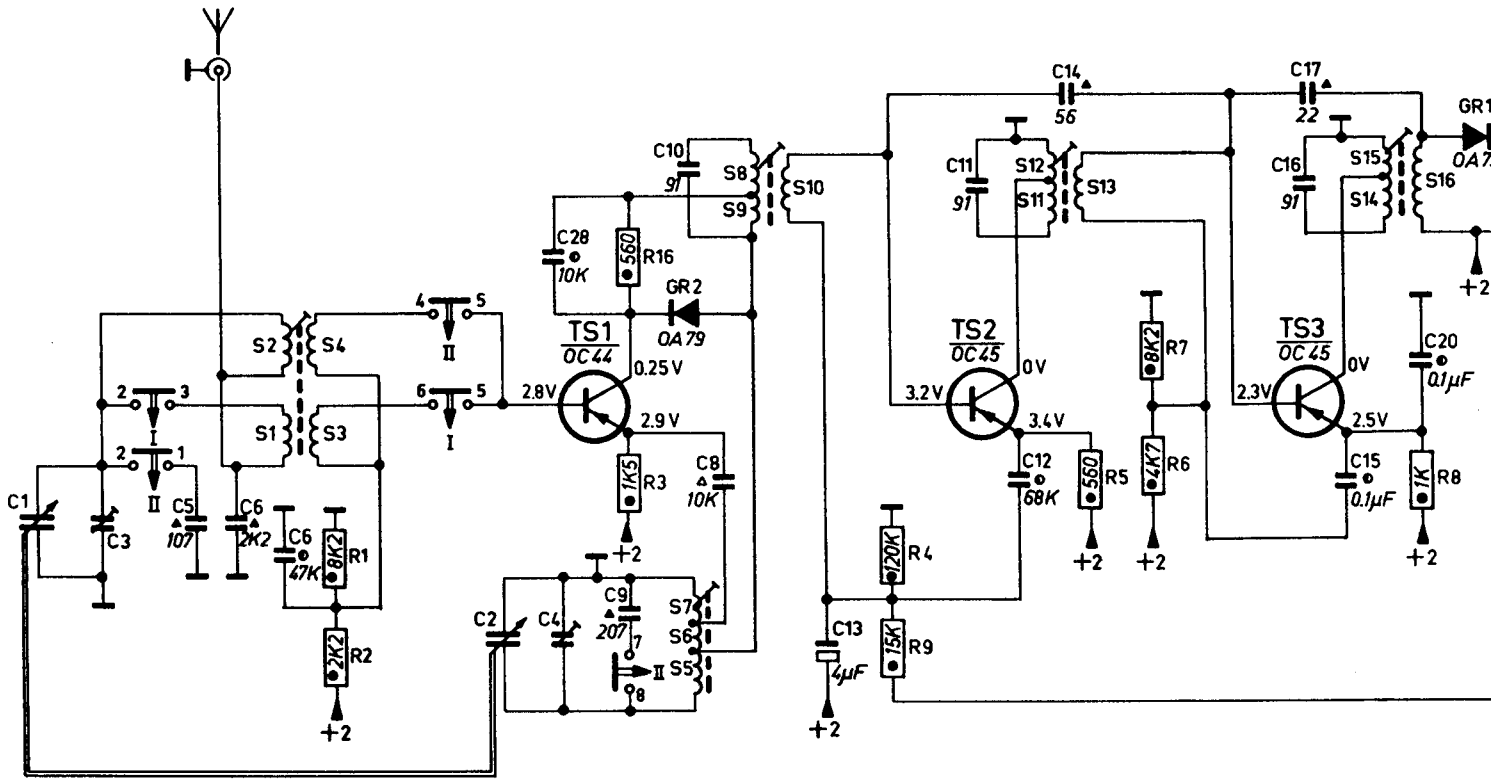 C14
56
C17
22
GR1
OA7
C10
91
S8
S9
S10
C11
91
S12
S11
S13
C16
91
S15
S14
S16
+2
C28
10K
560
R16
GR2
OA79
TS1
OC44
0.25V
2.8V
2.9V
TS2
OC45
0V
3.2V
3.4V
8K2
R7
TS3
OC45
0V
2.3V
2.5V
C20
0.1µF
4
5
II
S2
S4
2
3
I
6
5
I
S1
S3
2
1
II
C1
C3
C5
107
C6
2K2
C6
47K
8K2
R1
2K2
R2
+2
1K5
R3
+2
C8
10K
C12
68K
560
R5
+2
4K7
R6
+2
C15
0.1µF
1K
R8
+2
C2
C4
C9
207
7
II
8
S7
S6
S5
120K
R4
C13
4µF
+2
15K
R9